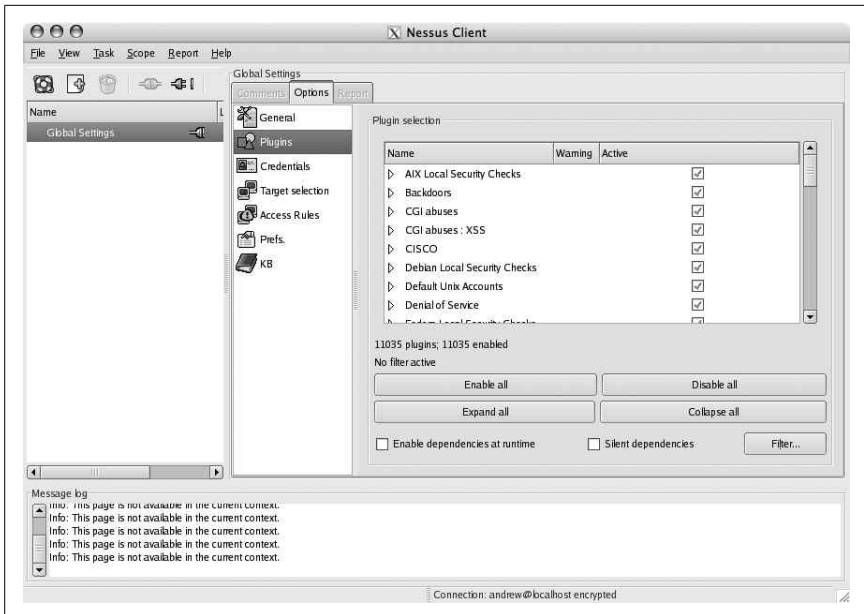 Nessus Client
File View Task Scope Report Help
Global Settings
Comments Options Report
Name L
Global Settings
General
Plugins
Credentials
Target selection
Access Rules
Prefs.
KB
Plugin selection
Name Warning Active
AIX Local Security Checks
Backdoors
CGI abuses
CGI abuses : XSS
CISCO
Debian Local Security Checks
Default Unix Accounts
Denial of Service
Local Security Checks
11035 plugins; 11035 enabled
No filter active
Enable all Disable all
Expand all Collapse all
Enable dependencies at runtime Silent dependencies Filter...
Message log
Info: This page is not available in the current context.
Info: This page is not available in the current context.
Info: This page is not available in the current context.
Info: This page is not available in the current context.
Info: This page is not available in the current context.
Connection: andrew@localhost encrypted